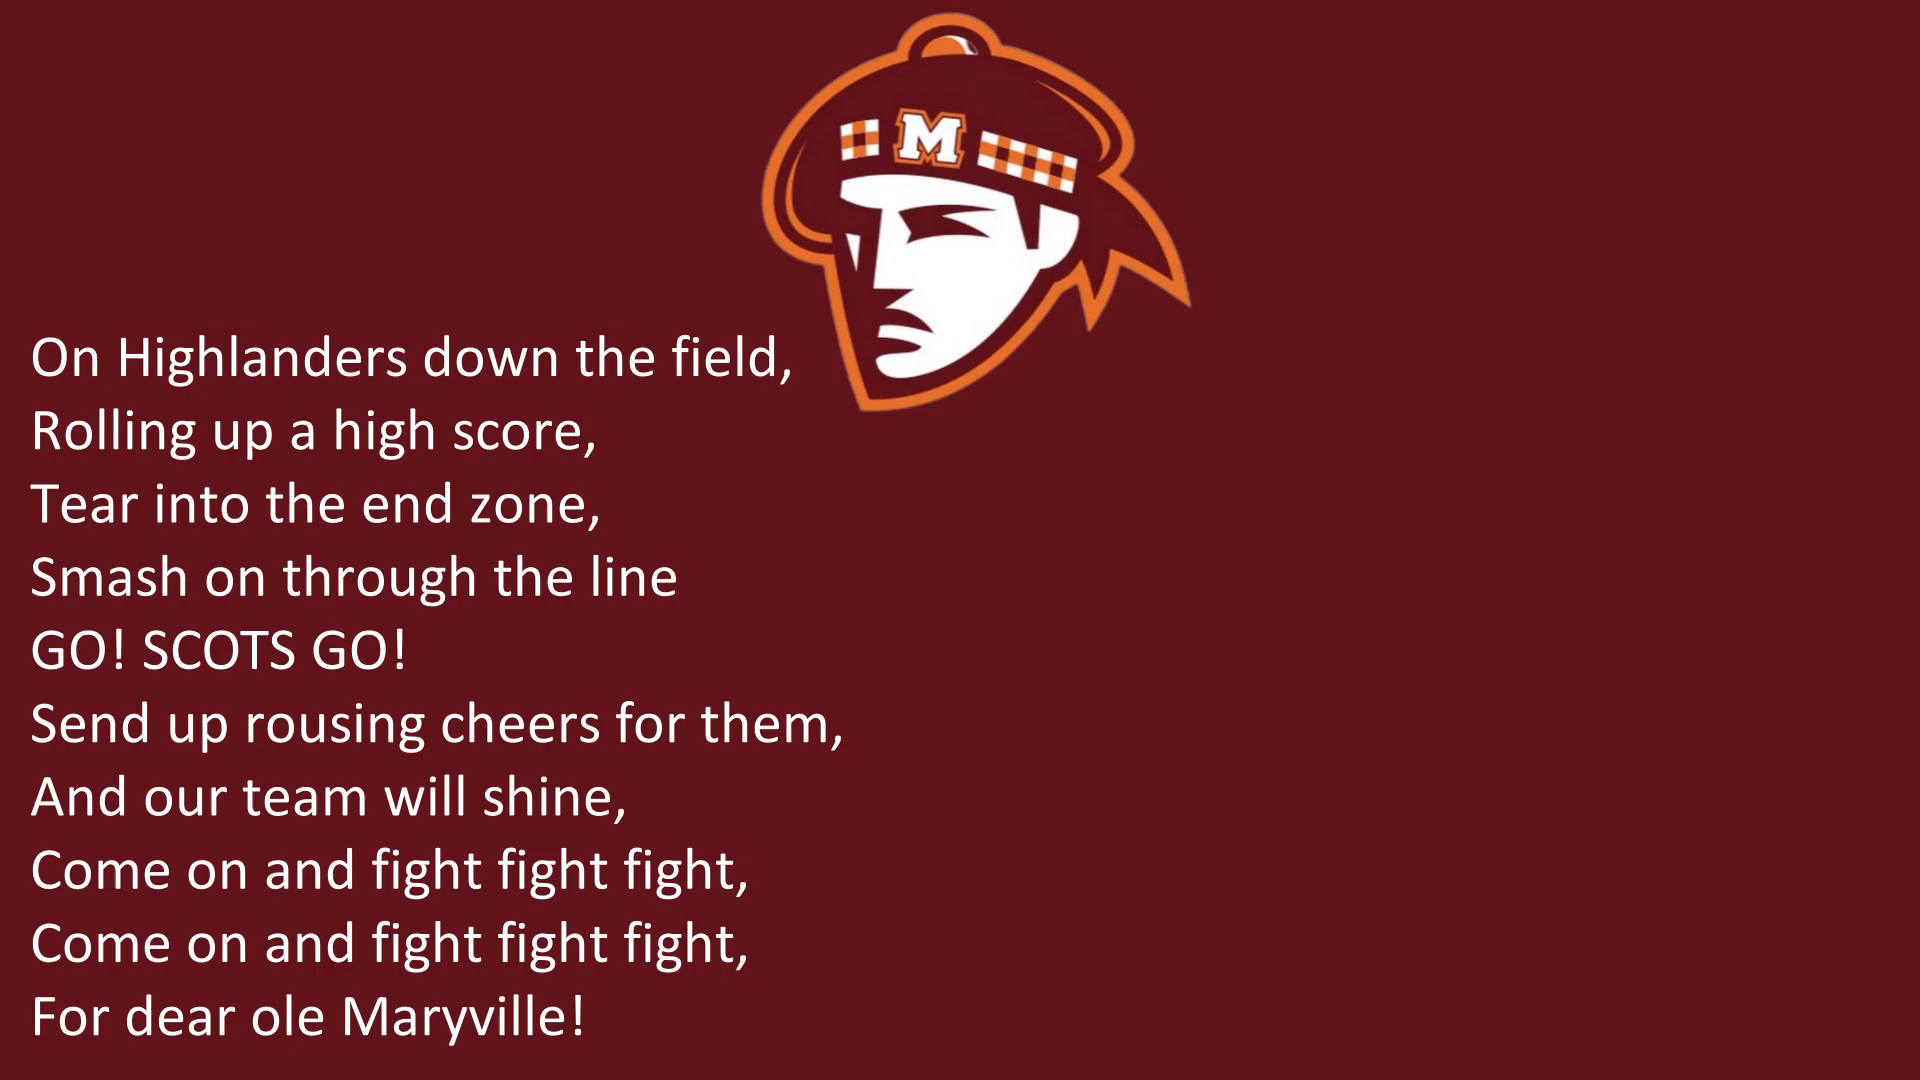 M
On Highlanders down the field,
Rolling up a high score,
Tear into the end zone,
Smash on through the line
GO! SCOTS GO!
Send up rousing cheers for them,
And our team will shine,
Come on and fight fight fight,
Come on and fight fight fight,
For dear ole Maryville!